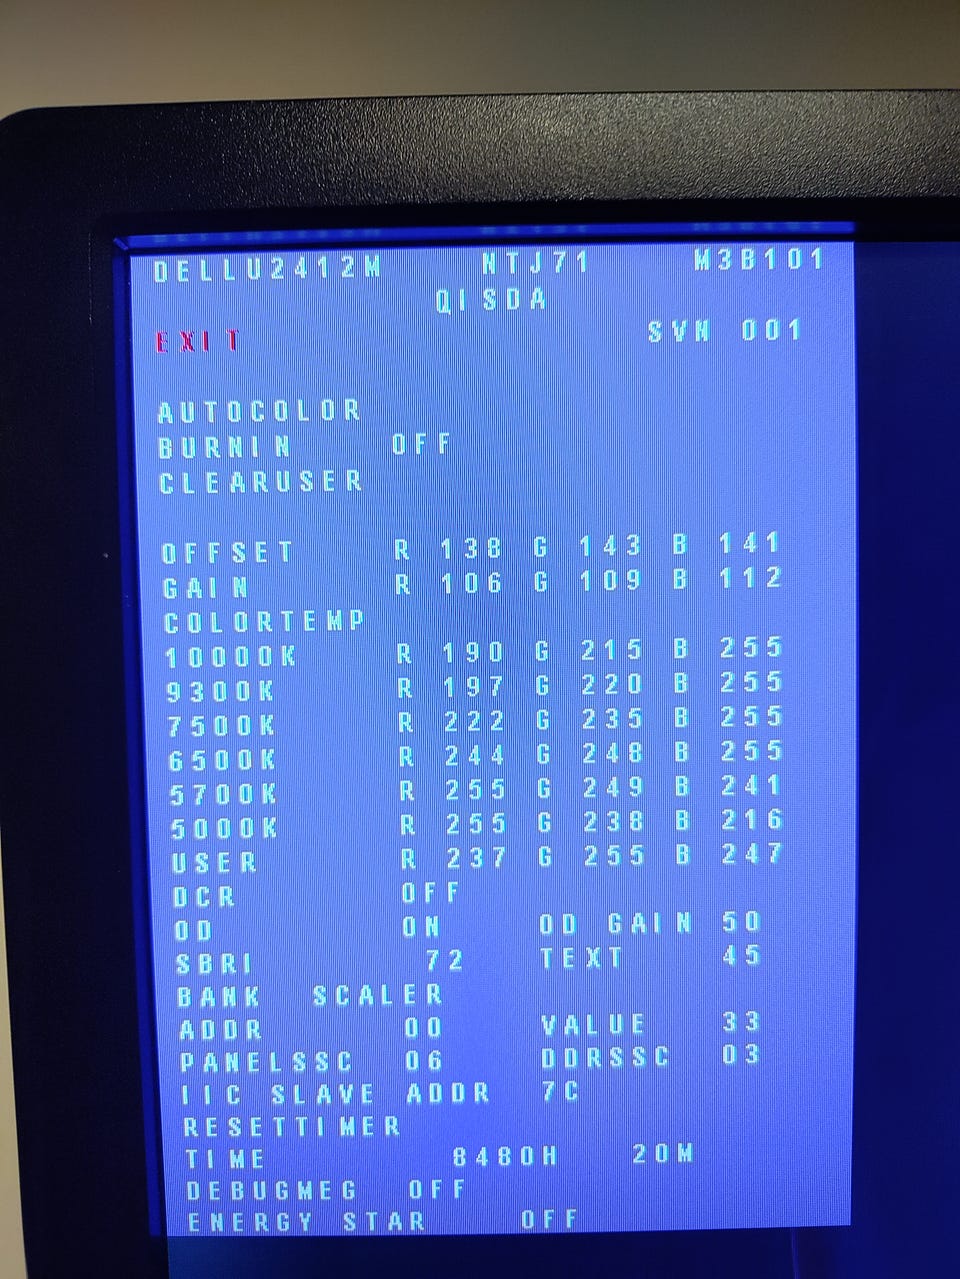 DELLU2412M NTJ71 M3B101
QISDA
EXIT SVN 001
AUTOCOLOR
BURNIN OFF
CLEARUSER
OFFSET R 138 G 143 B 141
GAIN R 106 G 109 B 112
COLORTEMP
10000K R 190 G 215 B 255
9300K R 197 G 220 B 255
7500K R 222 G 235 B 255
6500K R 244 G 248 B 255
5700K R 255 G 249 B 241
5000K R 255 G 238 B 216
USER R 237 G 255 B 247
DCR OFF
OD ON OD GAIN 50
SBRI 72 TEXT 45
BANK SCALER
ADDR 00 VALUE 33
PANELSSC 06 DDRSSC 03
IIC SLAVE ADDR 7C
RESETTIMER
TIME 8480H 20M
DEBUGMEG OFF
ENERGY STAR OFF